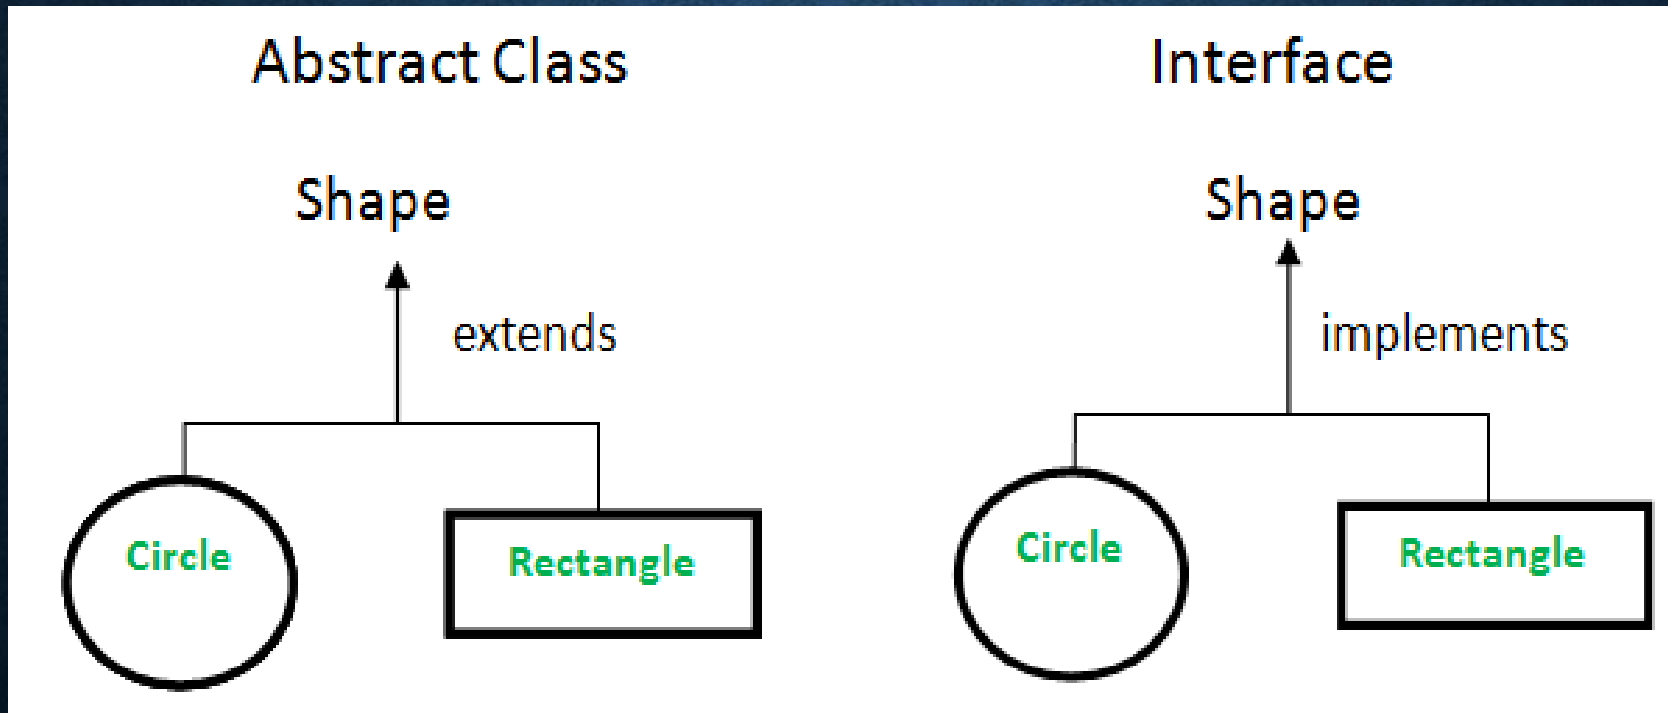 Abstract Class
Shape
extends
Circle
Rectangle
Interface
Shape
implements
Circle
Rectangle